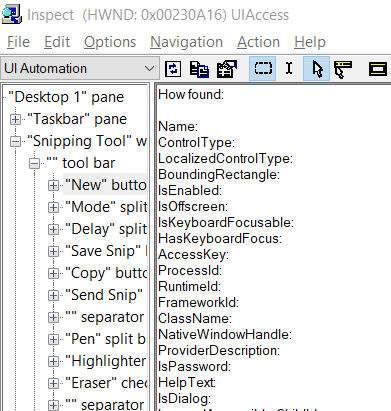 Inspect (HWND: 0x00230A16) UIAccess
File Edit Options Navigation Action Help
UI Automation
"Desktop 1" pane
"Taskbar" pane
"Snipping Tool" w
"" tool bar
"New" butto
"Mode" split
"Delay" split
"Save Snip"
"Copy" butto
"Send Snip"
"" separator
"Pen" split b
"Highlighter
"Eraser" chec
"" separator
How found:
Name:
ControlType:
LocalizedControlType:
BoundingRectangle:
IsEnabled:
IsOffscreen:
IsKeyboardFocusable:
HasKeyboardFocus:
AccessKey:
ProcessId:
RuntimeId:
FrameworkId:
ClassName:
NativeWindowHandle:
ProviderDescription:
IsPassword:
HelpText:
IsDialog: